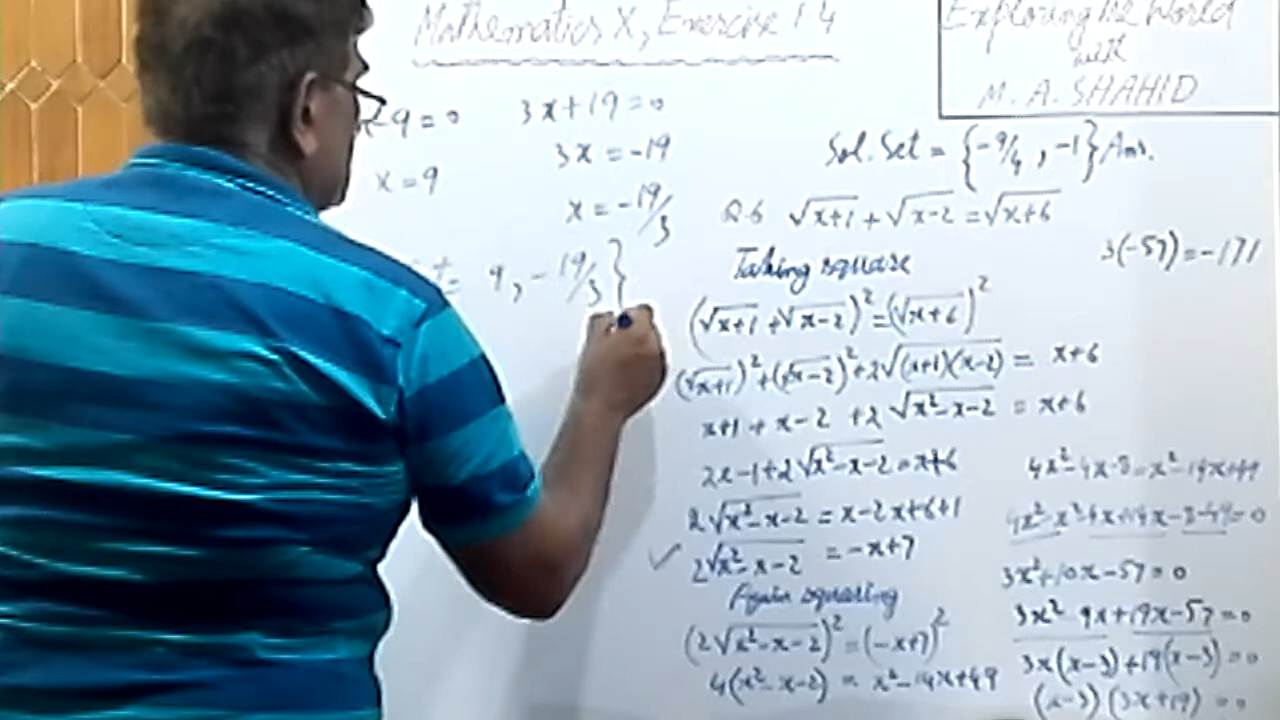 Mathematics X, Exercise 1.4
Exploring the World
with
M. A. SHAHID
x-9=0
x=9
9, -19/3}
3x+19=0
3x=-19
x=-19/3
Sol. Set = {-9/4, -1} Ans.
Q.6 √x+1 + √x-2 = √x+6
3(-57)=-171
Taking square
(√x+1 + √x-2)² = (√x+6)²
(√x+1)² + (√x-2)² + 2√(x+1)(x-2) = x+6
x+1 + x-2 + 2√x²-x-2 = x+6
2x-1+2√x²-x-2 = x+6
2√x²-x-2 = x-2x+6+1
✓ 2√x²-x-2 = -x+7
Again squaring
(2√x²-x-2)² = (-x+7)²
4(x²-x-2) = x²-14x+49
4x²-4x-8=x²-14x+49
4x²-x²-4x+14x-8-49=0
3x²+10x-57=0
3x²-9x+19x-57=0
3x(x-3)+19(x-3)=0
(x-3)(3x+19)=0